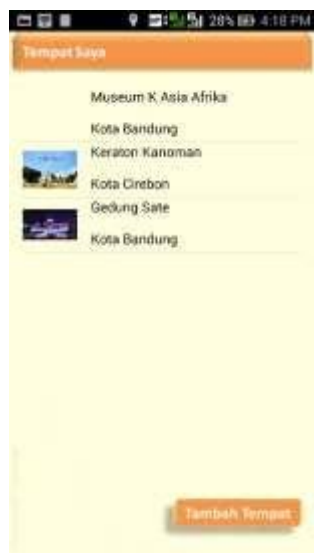 28% 4:18 PM
Tempat Saya
Museum K Asia Afrika
Kota Bandung
Keraton Kanoman
Kota Cirebon
Gedung Sate
Kota Bandung
Tambah Tempat